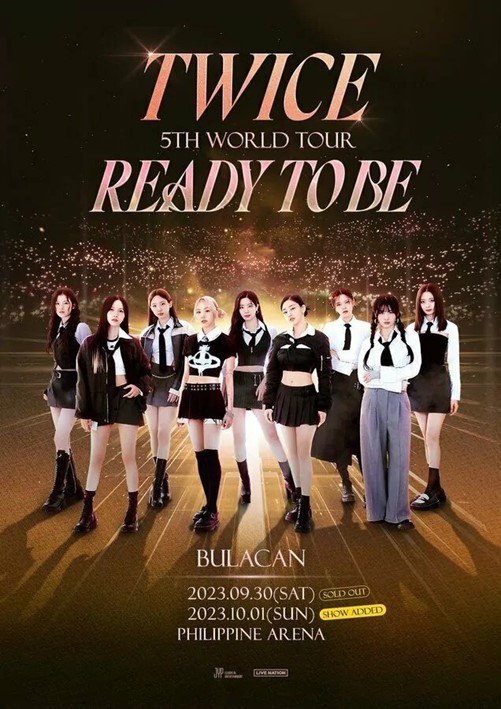 TWICE
5TH WORLD TOUR
READY TO BE
BULACAN
2023.09.30(SAT) SOLD OUT
2023.10.01(SUN) SHOW ADDED
PHILIPPINE ARENA
JYP LIVE NATION